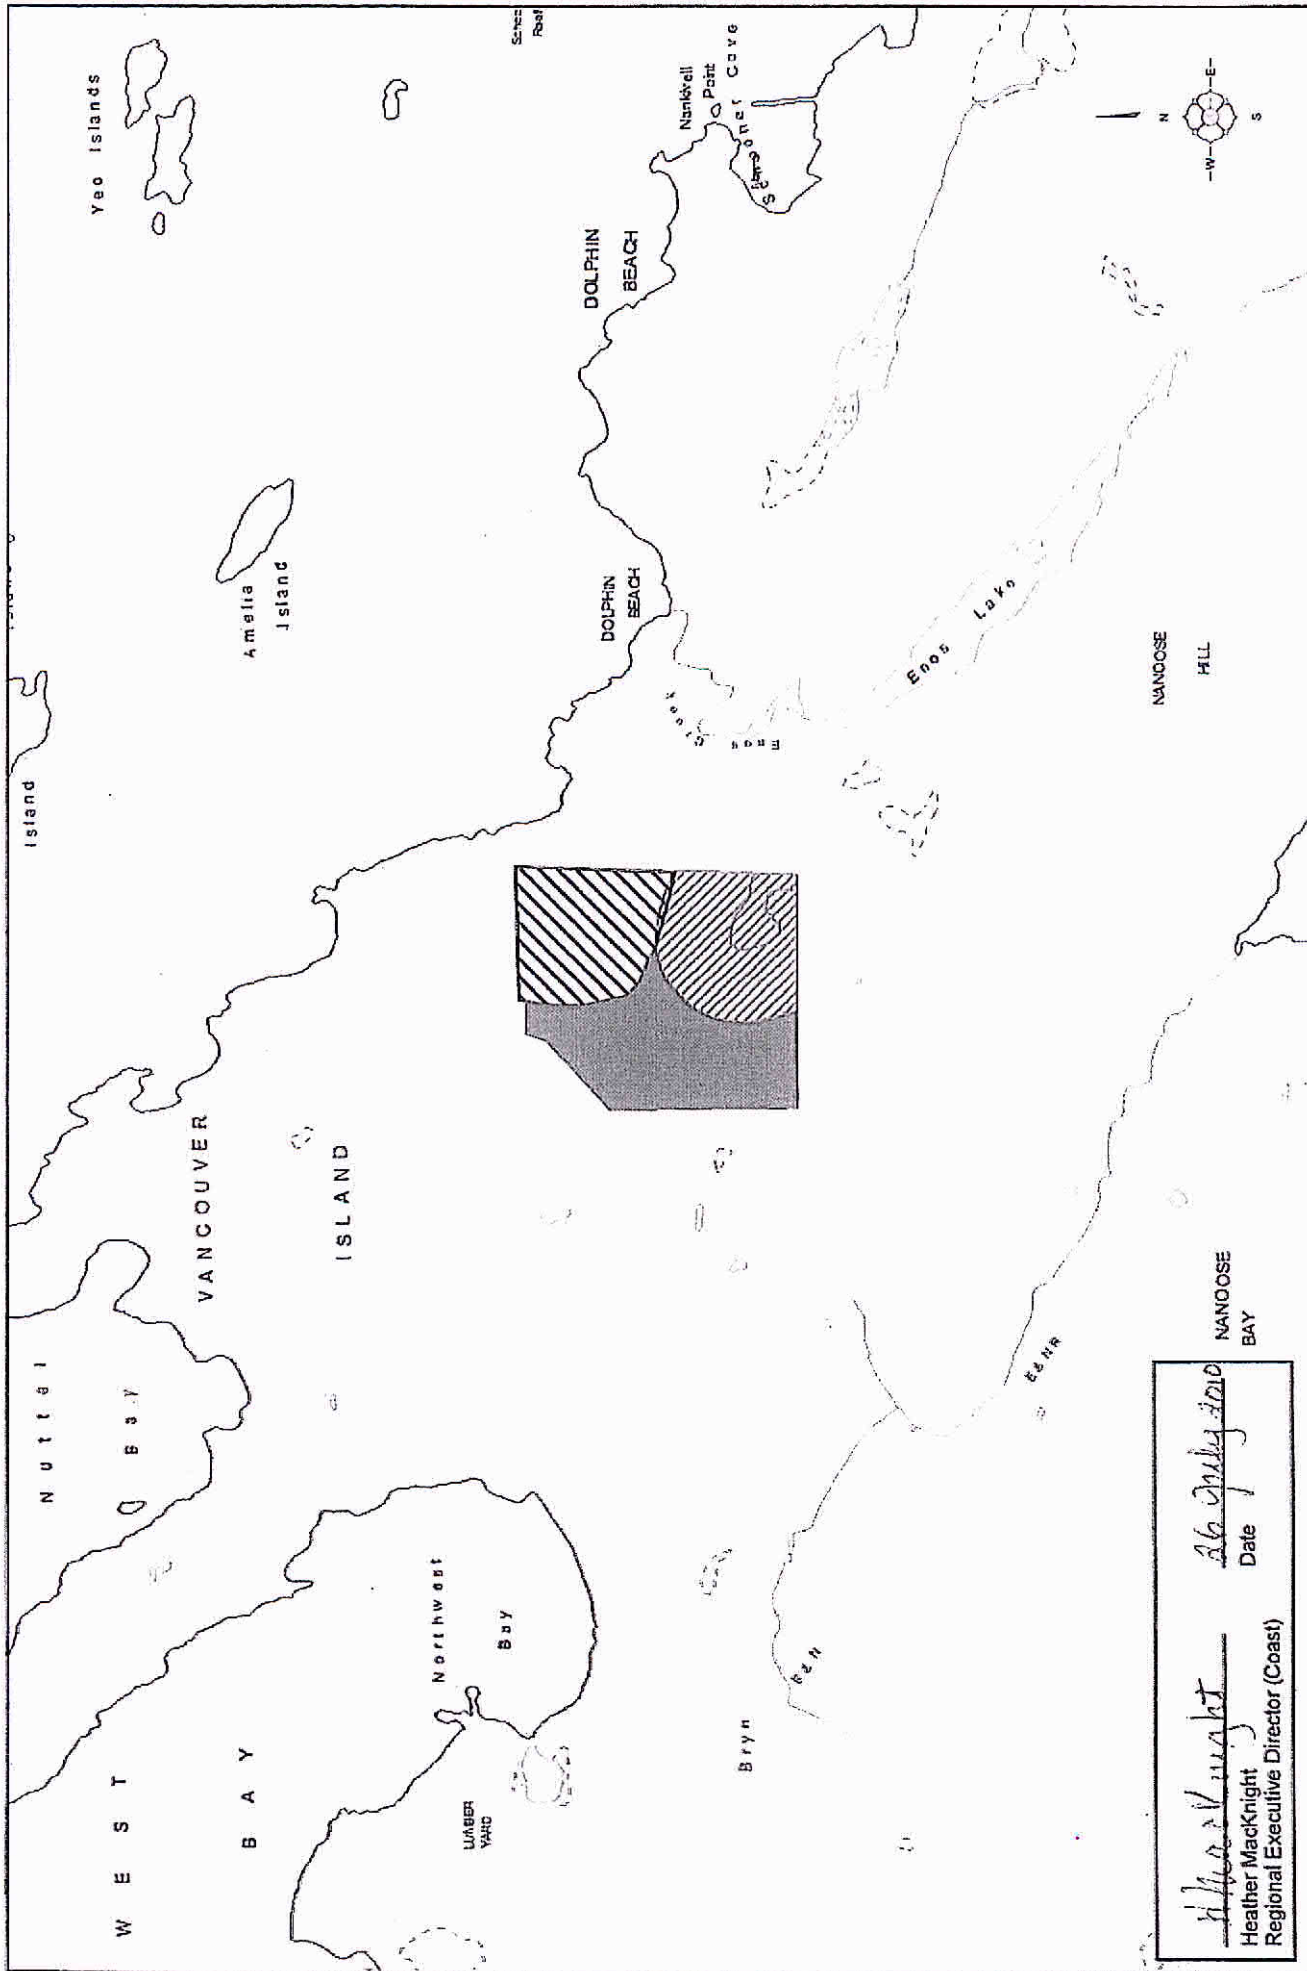 Yeo Islands
Island
Amelia
Island
DOLPHIN
BEACH
DOLPHIN
BEACH
Nankivell
Point
Schooner Cove
VANCOUVER
ISLAND
Nuttal
Bay
WEST
BAY
Northwest
Bay
LUMBER
YARD
Enos Creek
Enos Lake
NANOOSE
HILL
Bryn
E&N
E&NR
NANOOSE
BAY
N
-W- -E-
S
26 July 2010
Heather MacKnight
Date
Regional Executive Director (Coast)